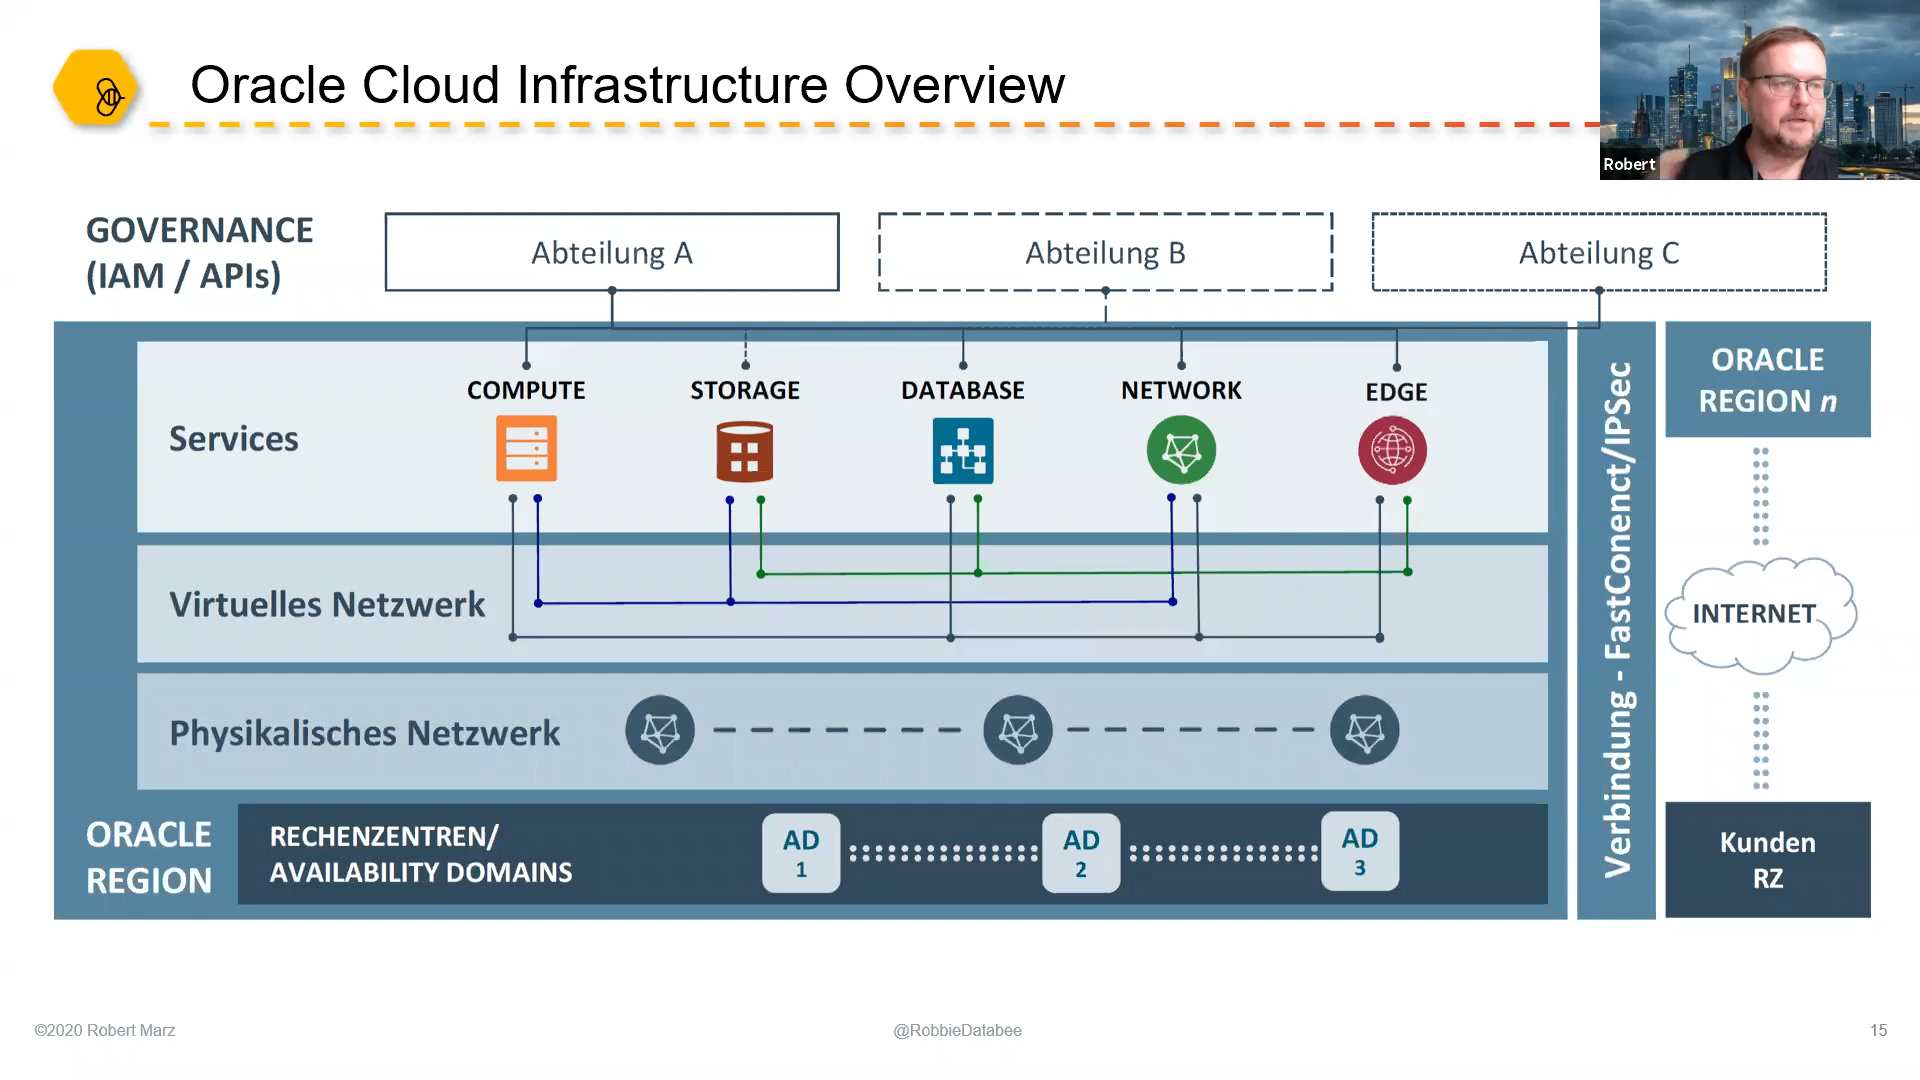 Oracle Cloud Infrastructure Overview
Robert
GOVERNANCE
(IAM / APIs)
Abteilung A
Abteilung B
Abteilung C
Services
COMPUTE
STORAGE
DATABASE
NETWORK
EDGE
Virtuelles Netzwerk
Physikalisches Netzwerk
ORACLE
REGION
RECHENZENTREN/
AVAILABILITY DOMAINS
AD
1
AD
2
AD
3
Verbindung - FastConenct/IPSec
ORACLE
REGION n
INTERNET
Kunden
RZ
©2020 Robert Marz
@RobbieDatabee
15